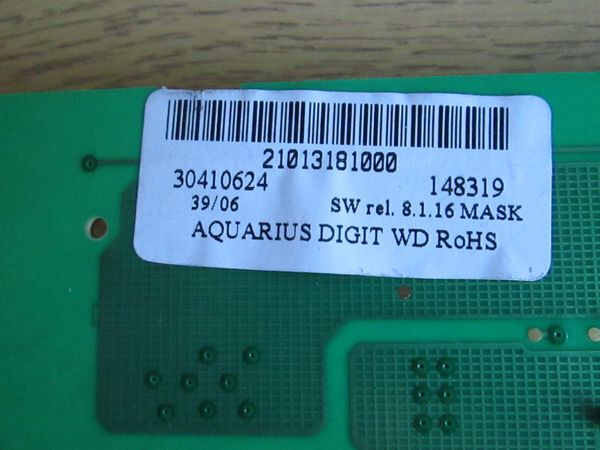 21013181000
30410624 148319
39/06 SW rel. 8.1.16 MASK
AQUARIUS DIGIT WD RoHS